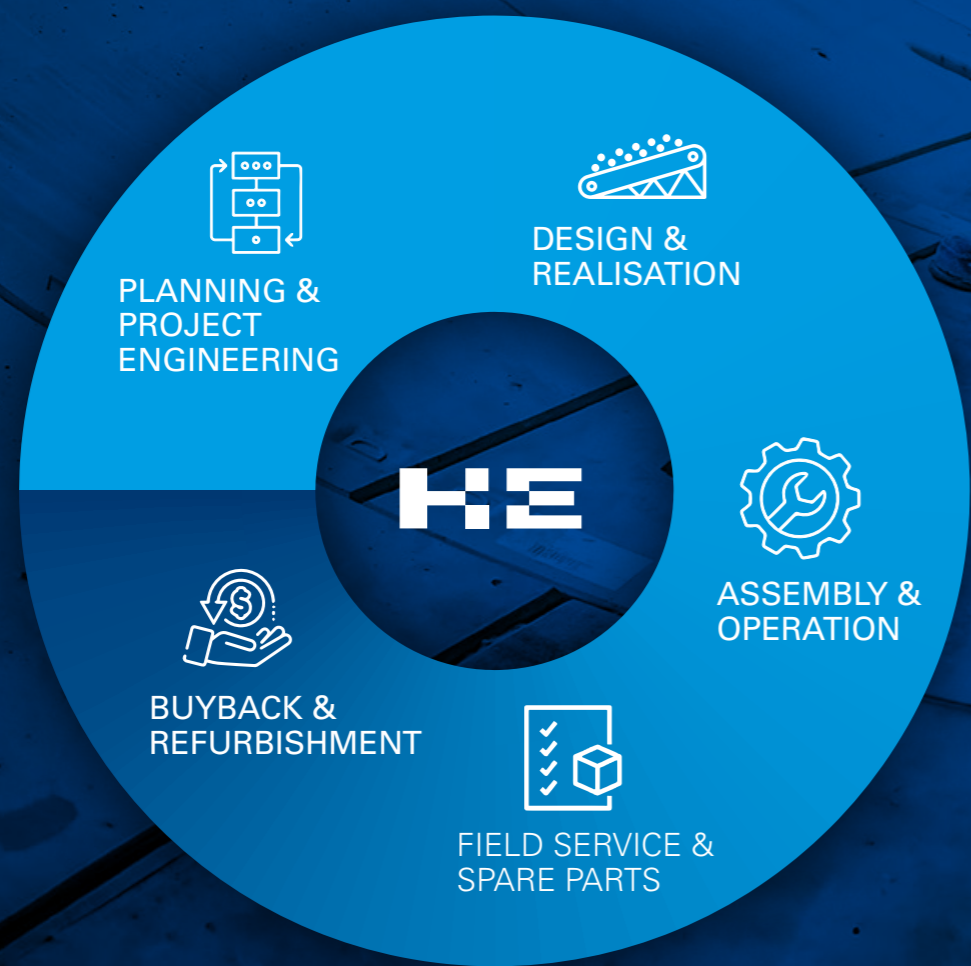 PLANNING &
PROJECT
ENGINEERING
DESIGN &
REALISATION
ASSEMBLY &
OPERATION
FIELD SERVICE &
SPARE PARTS
BUYBACK &
REFURBISHMENT
HE